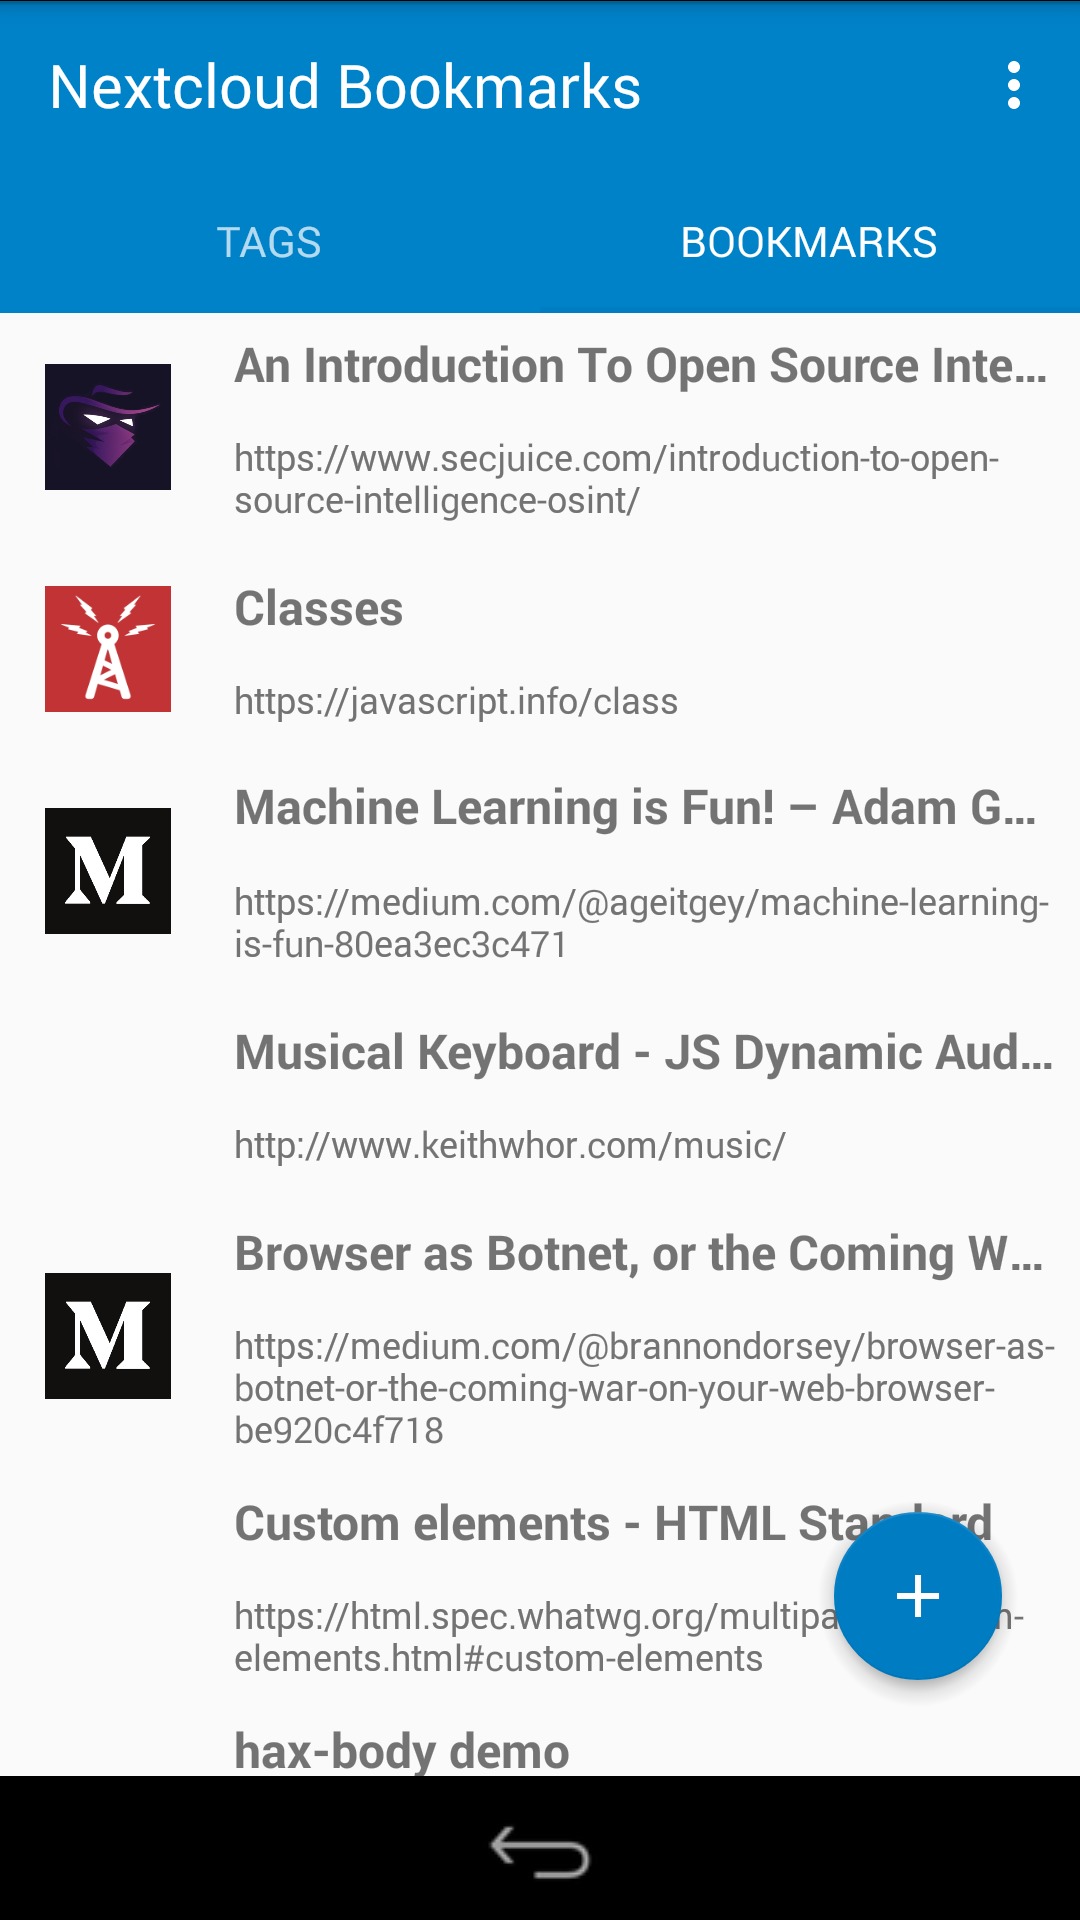 Nextcloud Bookmarks
TAGS
BOOKMARKS
An Introduction To Open Source Inte...
https://www.secjuice.com/introduction-to-open-
source-intelligence-osint/
Classes
https://javascript.info/class
Machine Learning is Fun! – Adam G...
https://medium.com/@ageitgey/machine-learning-
is-fun-80ea3ec3c471
Musical Keyboard - JS Dynamic Aud...
http://www.keithwhor.com/music/
Browser as Botnet, or the Coming W...
https://medium.com/@brannondorsey/browser-as-
botnet-or-the-coming-war-on-your-web-browser-
be920c4f718
Custom elements - HTML Standard
https://html.spec.whatwg.org/multipa
elements.html#custom-elements
hax-body demo